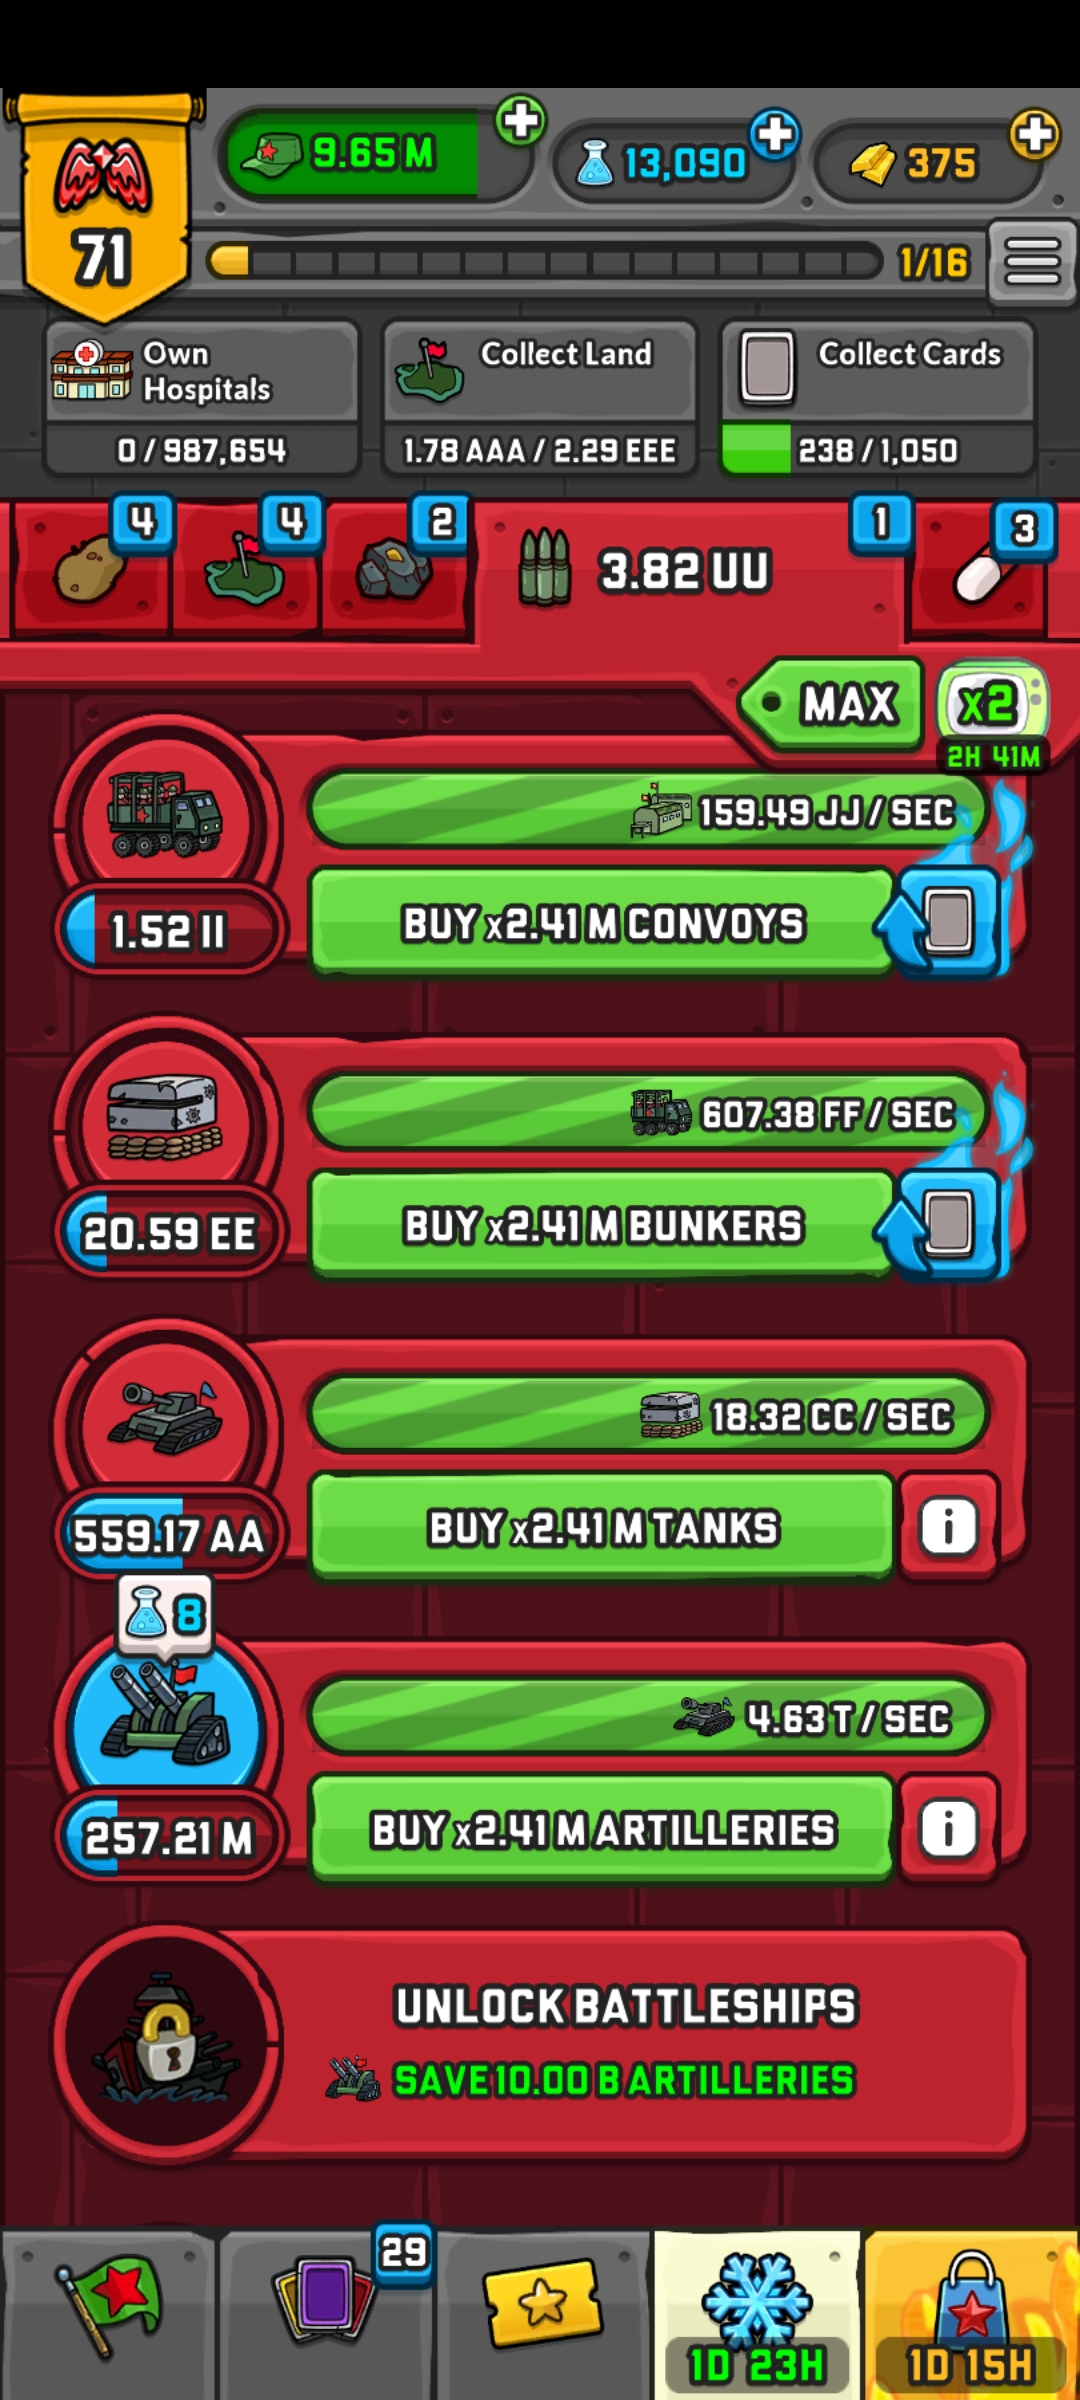 9.65 M
13,090
375
71
1/16
Own
Hospitals
0 / 987,654
Collect Land
1.78 AAA / 2.29 EEE
Collect Cards
238 / 1,050
4
4
2
3.82 UU
1
3
MAX
x2
2H 41M
159.49 JJ / SEC
1.52 II
BUY x2.41 M CONVOYS
607.38 FF / SEC
20.59 EE
BUY x2.41 M BUNKERS
18.32 CC / SEC
559.17 AA
BUY x2.41 M TANKS
i
8
4.63 T / SEC
257.21 M
BUY x2.41 M ARTILLERIES
i
UNLOCK BATTLESHIPS
SAVE 10.00 B ARTILLERIES
29
1D 23H
1D 15H